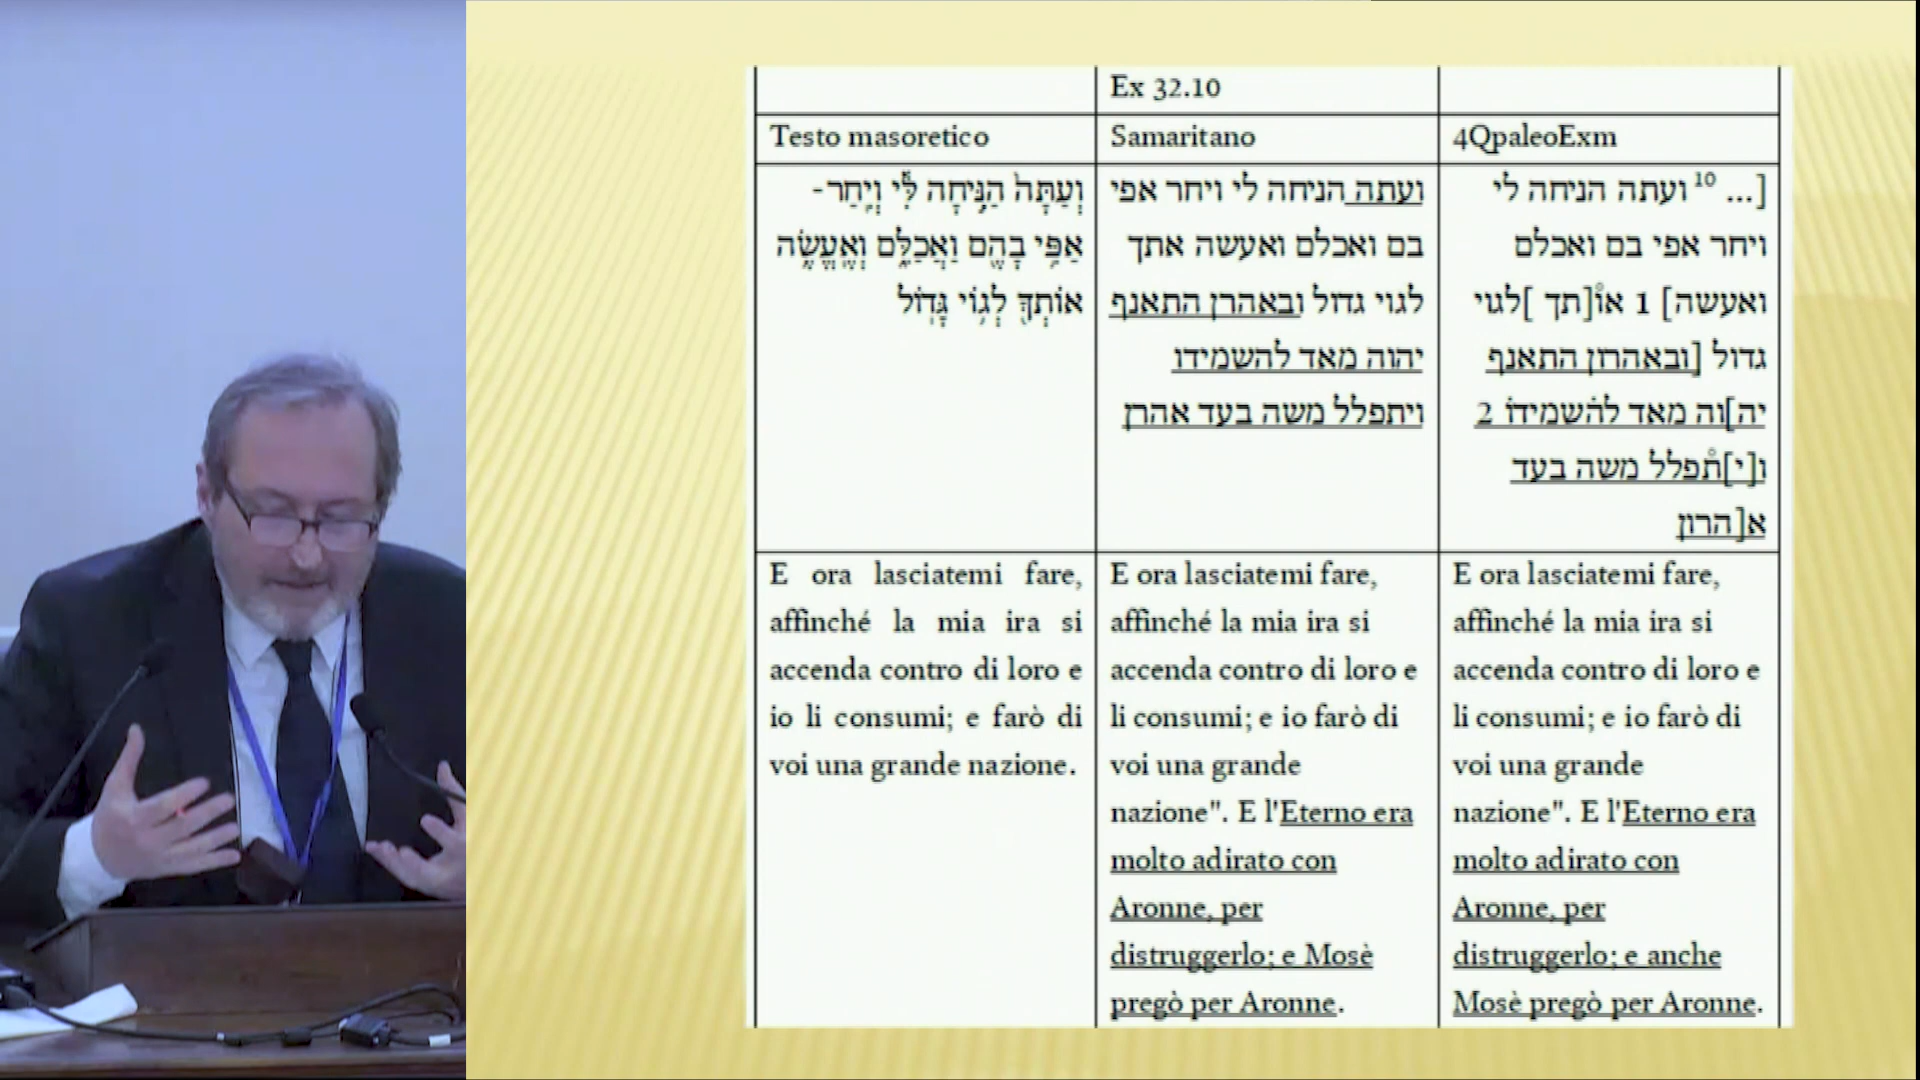 Ex 32.10
Testo masoretico
Samaritano
4QpaleoExm
וְעַתָּה֙ הַנִּ֣יחָה לִּ֔י וְיִֽחַר-
אַפִּ֥י בָהֶ֖ם וַאֲכַלֵּ֑ם וְאֶֽעֱשֶׂ֥ה
אוֹתְךָ֖ לְג֥וֹי גָּדֽוֹל
ועתה הניחה לי ויחר אפי
בם ואכלם ואעשה אתך
לגוי גדול ובאהרן התאנף
יהוה מאד להשמידו
ויתפלל משה בעד אהרן
[... 10 ועתה הניחה לי
ויחר אפי בם ואכלם
ואעשה] 1 או֯[תך ]לגוי
גדול [ובאהרון התאנף
יה]וה מאד להשמידו 2
ו[י]ת֯פלל משה בעד
א]הרון
E ora lasciatemi fare,
affinché la mia ira si
accenda contro di loro e
io li consumi; e farò di
voi una grande nazione.
E ora lasciatemi fare,
affinché la mia ira si
accenda contro di loro e
li consumi; e io farò di
voi una grande
nazione". E l'Eterno era
molto adirato con
Aronne, per
distruggerlo; e Mosè
pregò per Aronne.
E ora lasciatemi fare,
affinché la mia ira si
accenda contro di loro e
li consumi; e io farò di
voi una grande
nazione". E l'Eterno era
molto adirato con
Aronne, per
distruggerlo; e anche
Mosè pregò per Aronne.